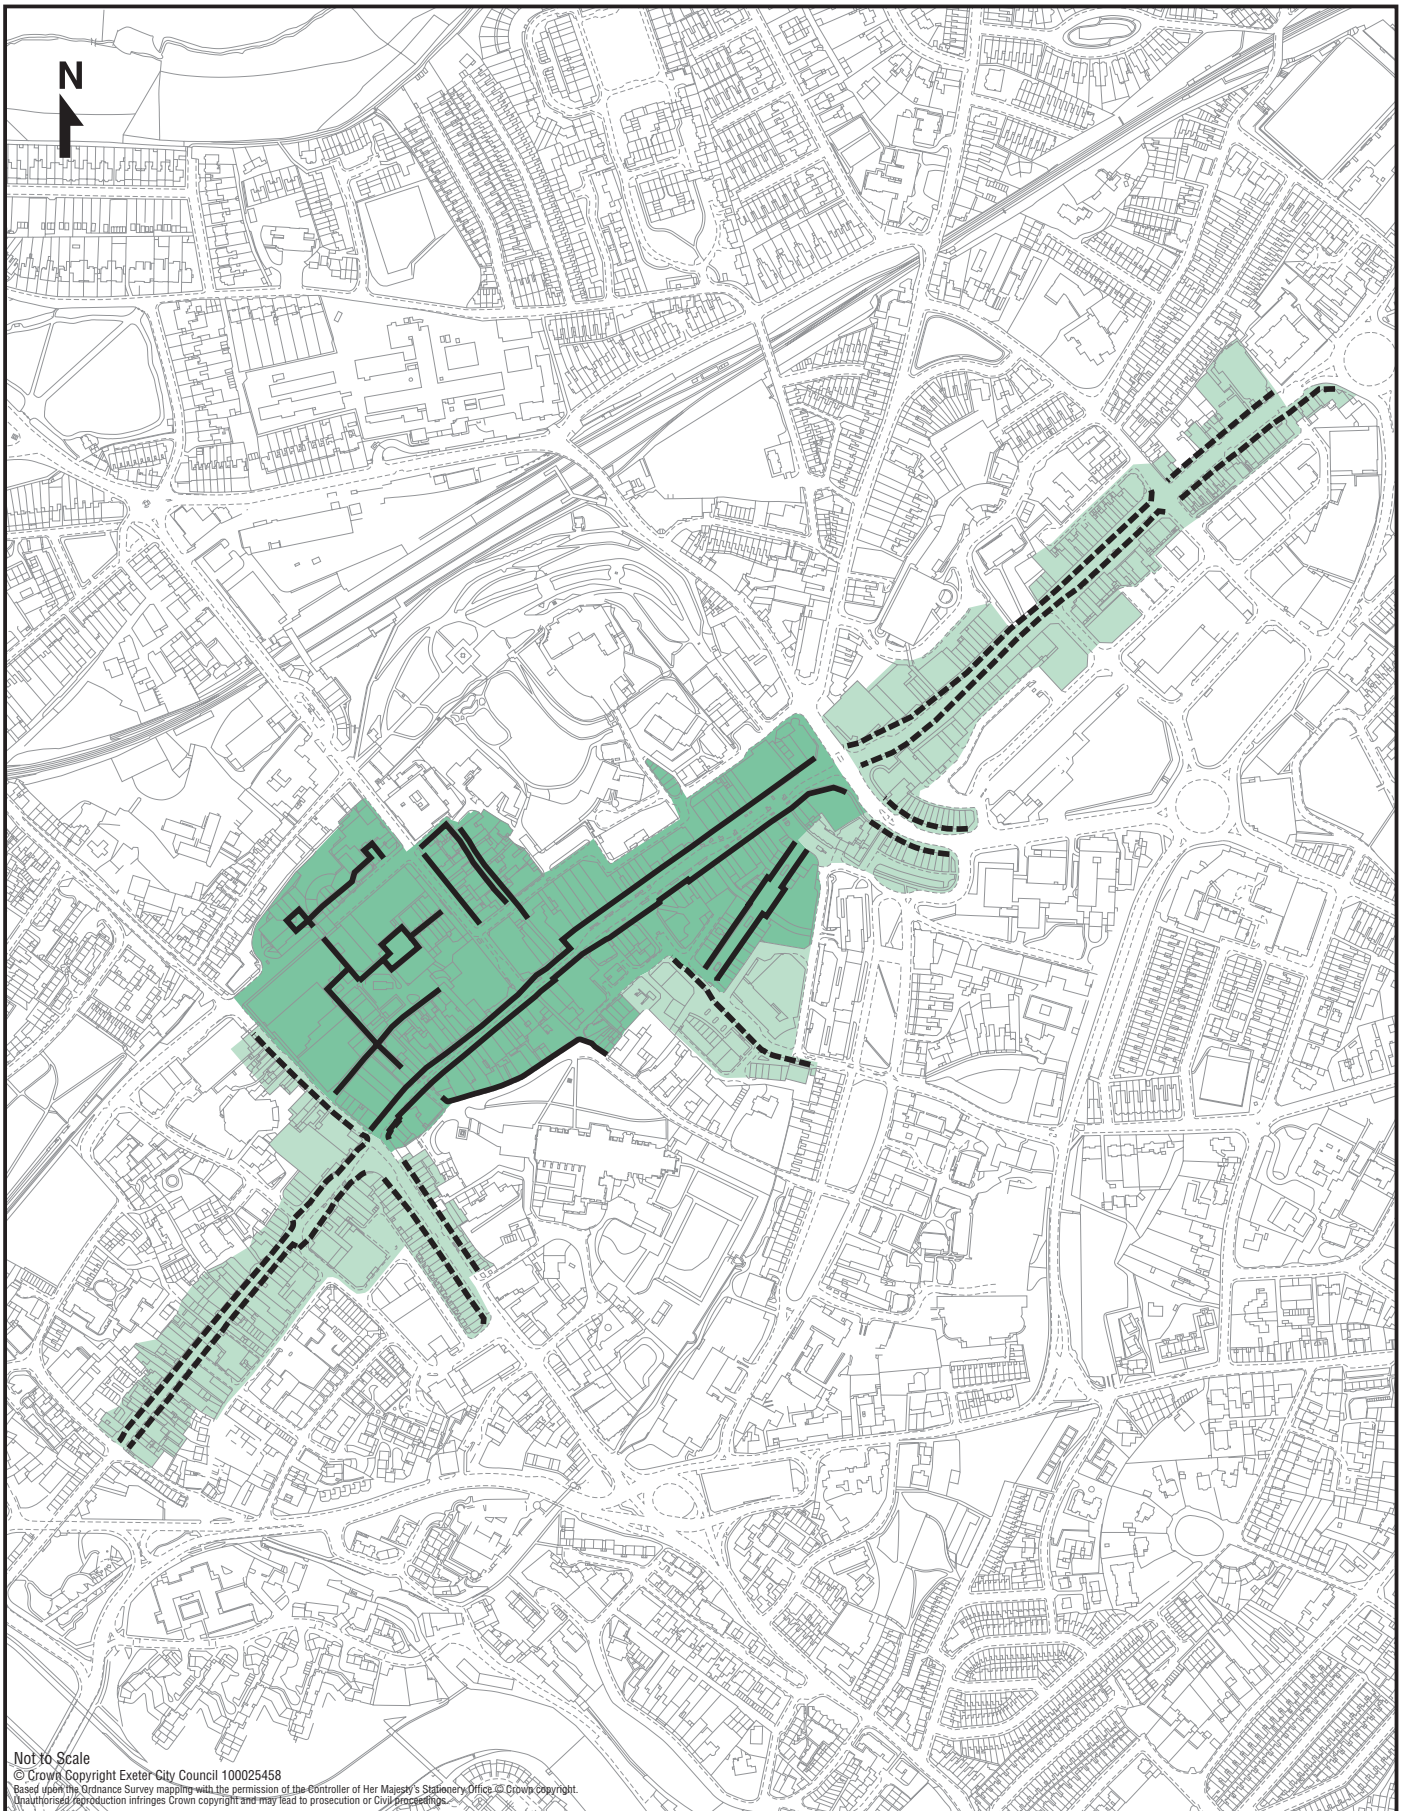 N
Not to Scale
© Crown Copyright Exeter City Council 100025458
Based upon the Ordnance Survey mapping with the permission of the Controller of Her Majesty's Stationery Office © Crown copyright.
Unauthorised reproduction infringes Crown copyright and may lead to prosecution or Civil proceedings.